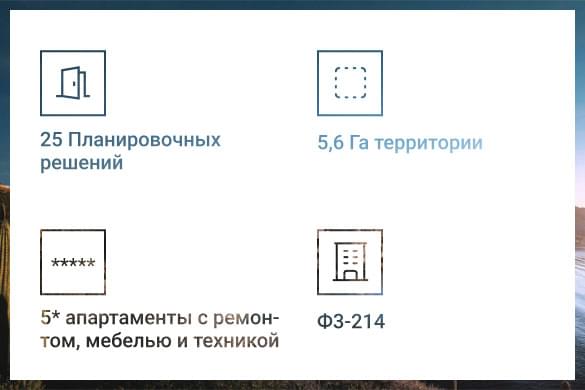 25 Планировочных
решений
5,6 Га территории
*****
5* апартаменты с ремон-
том, мебелью и техникой
ФЗ-214